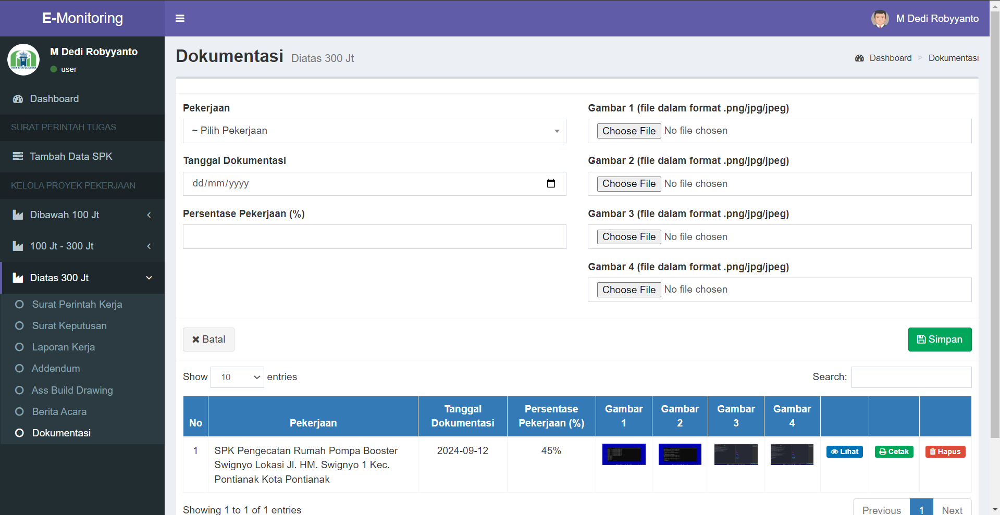 E-Monitoring
M Dedi Robyyanto
M Dedi Robyyanto
user
Dashboard
SURAT PERINTAH TUGAS
Tambah Data SPK
KELOLA PROYEK PEKERJAAN
Dibawah 100 Jt
100 Jt - 300 Jt
Diatas 300 Jt
Surat Perintah Kerja
Surat Keputusan
Laporan Kerja
Addendum
Ass Build Drawing
Berita Acara
Dokumentasi
Dokumentasi Diatas 300 Jt
Dashboard > Dokumentasi
Pekerjaan
~ Pilih Pekerjaan
Tanggal Dokumentasi
dd/mm/yyyy
Persentase Pekerjaan (%)
Gambar 1 (file dalam format .png/jpg/jpeg)
Choose File No file chosen
Gambar 2 (file dalam format .png/jpg/jpeg)
Choose File No file chosen
Gambar 3 (file dalam format .png/jpg/jpeg)
Choose File No file chosen
Gambar 4 (file dalam format .png/jpg/jpeg)
Choose File No file chosen
Batal
Simpan
Show 10 entries
Search:
No
Pekerjaan
Tanggal
Dokumentasi
Persentase
Pekerjaan (%)
Gambar
1
Gambar
2
Gambar
3
Gambar
4
1
SPK Pengecatan Rumah Pompa Booster
Swignyo Lokasi Jl. HM. Swignyo 1 Kec.
Pontianak Kota Pontianak
2024-09-12
45%
Lihat
Cetak
Hapus
Showing 1 to 1 of 1 entries
Previous 1 Next